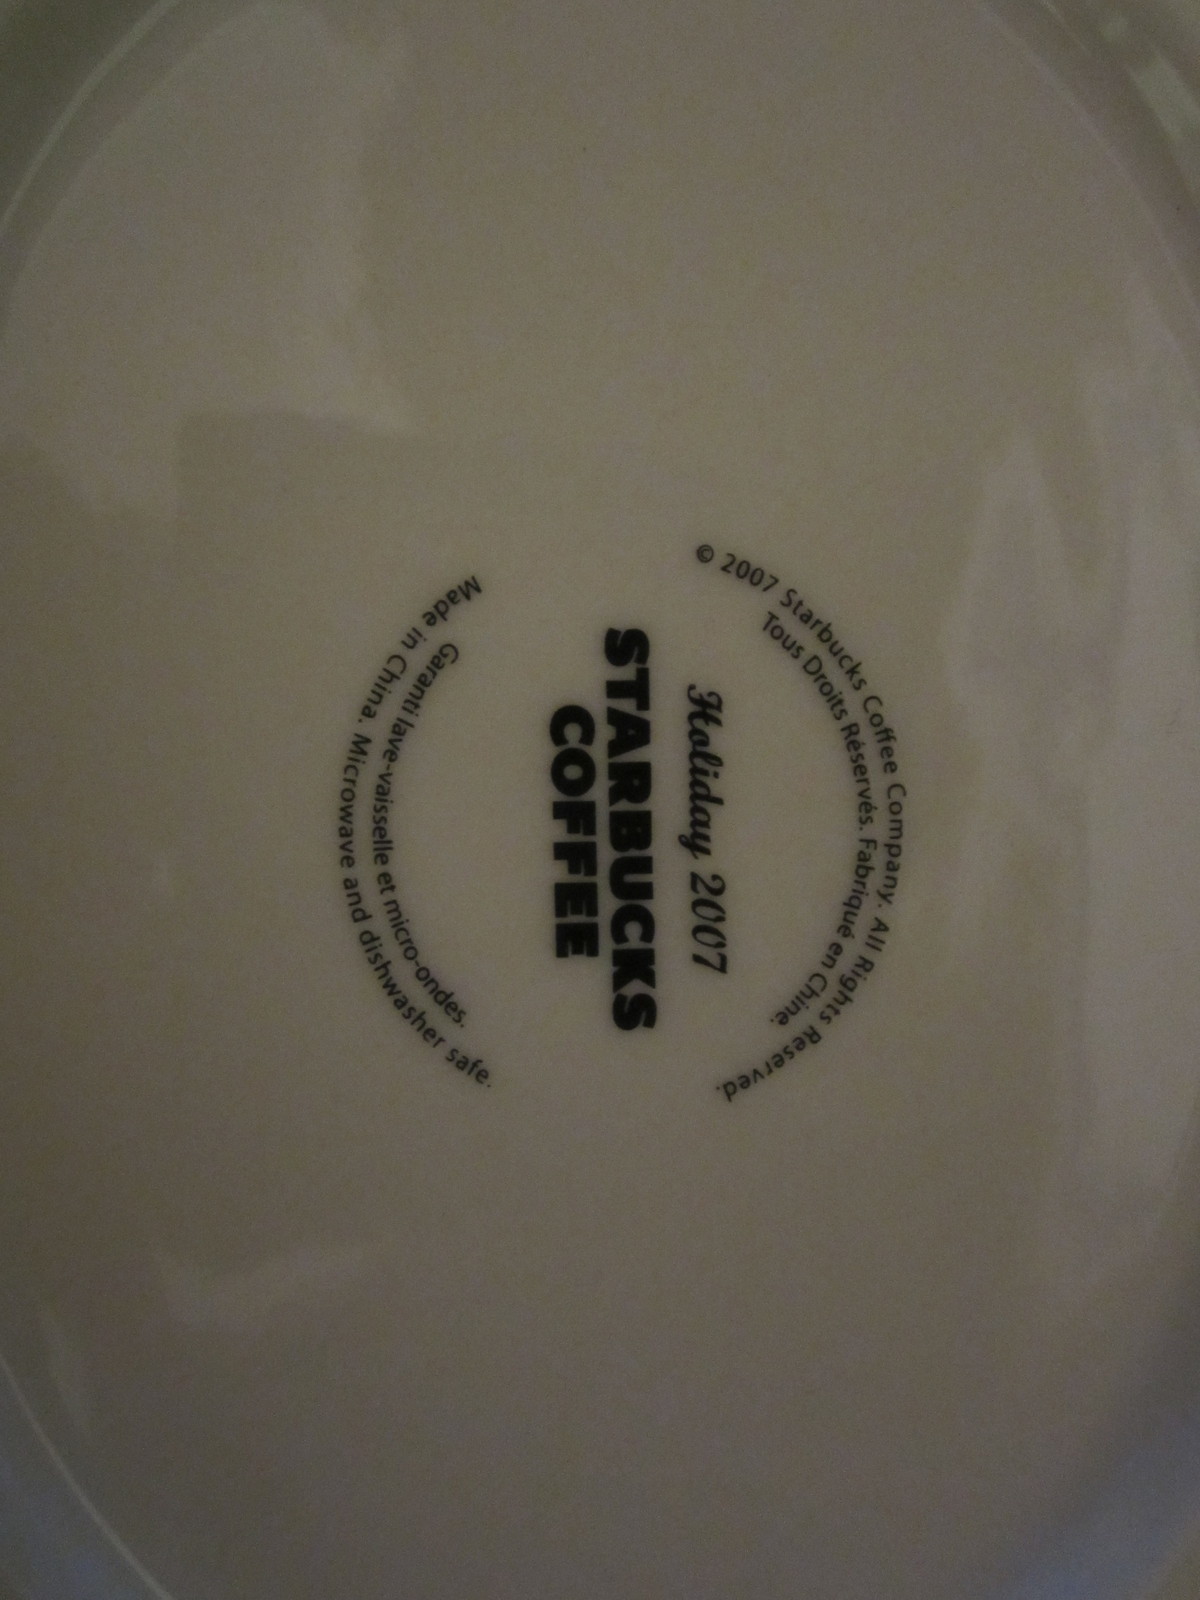 © 2007 Starbucks Coffee Company. All Rights Reserved.
Tous Droits Réservés. Fabriqué en Chine.
Holiday 2007
STARBUCKS
COFFEE
Garanti lave-vaisselle et micro-ondes.
Made in China. Microwave and dishwasher safe.